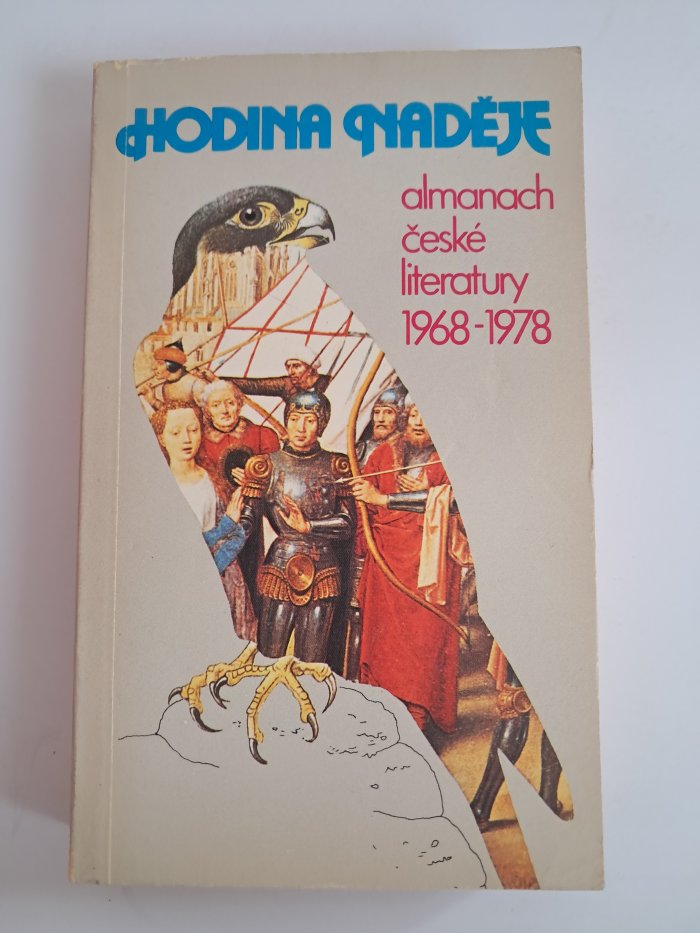 HODINA NADĚJE
almanach
české
literatury
1968-1978